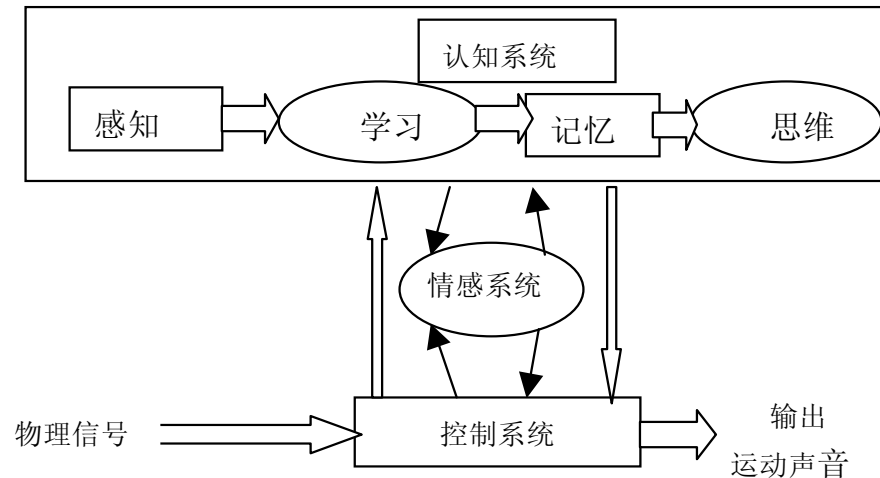 认知系统
感知
学习
记忆
思维
情感系统
物理信号
控制系统
输出
运动声音